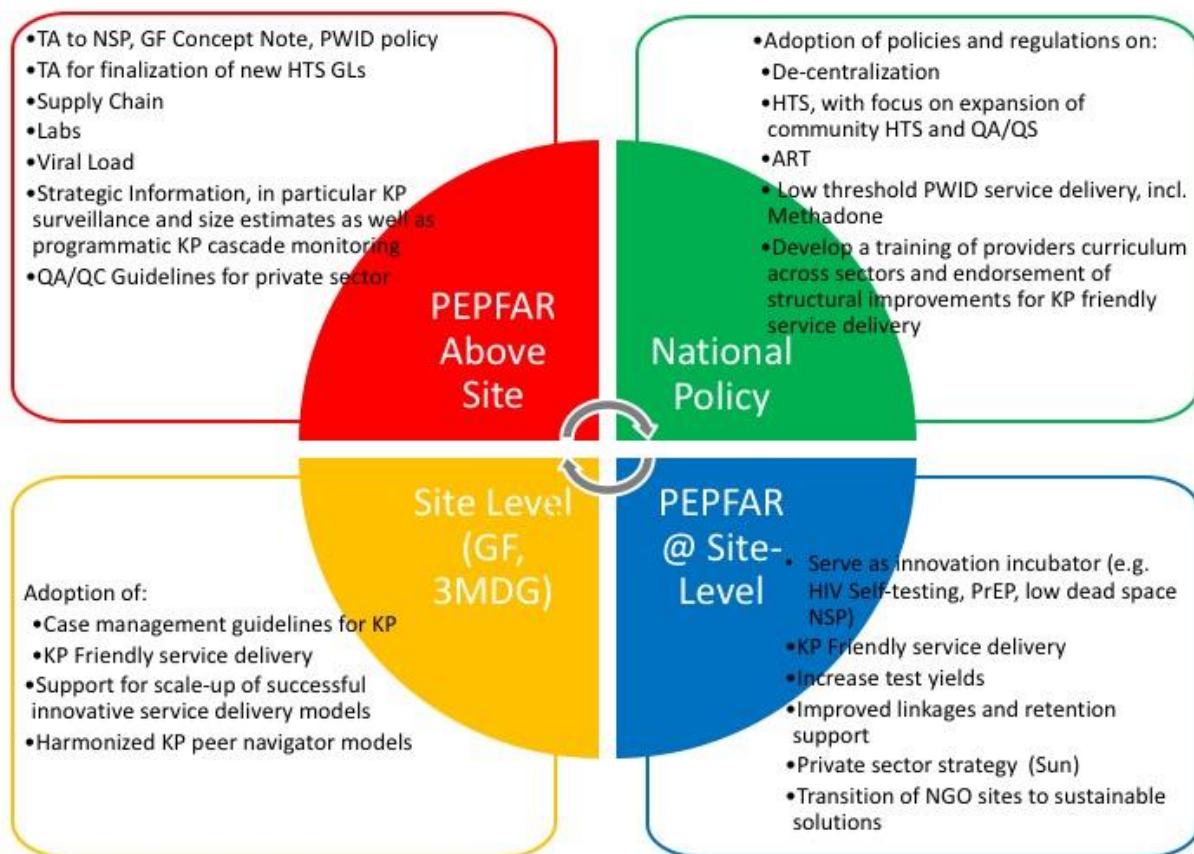 •TA to NSP, GF Concept Note, PWID policy
•TA for finalization of new HTS GLs
•Supply Chain
•Labs
•Viral Load
•Strategic Information, in particular KP
surveillance and size estimates as well as
programmatic KP cascade monitoring
•QA/QC Guidelines for private sector
PEPFAR
Above
Site
•Adoption of policies and regulations on:
•De-centralization
•HTS, with focus on expansion of
community HTS and QA/QS
•ART
•Low threshold PWID service delivery, incl.
Methadone
•Develop a training of providers curriculum
across sectors and endorsement of
structural improvements for KP friendly
service delivery
National
Policy
Adoption of:
•Case management guidelines for KP
•KP Friendly service delivery
•Support for scale-up of successful
innovative service delivery models
•Harmonized KP peer navigator models
Site Level
(GF,
3MDG)
PEPFAR
@ Site-
Level
• Serve as innovation incubator (e.g.
HIV Self-testing, PrEP, low dead space
NSP)
•KP Friendly service delivery
•Increase test yields
•Improved linkages and retention
support
•Private sector strategy (Sun)
•Transition of NGO sites to sustainable
solutions